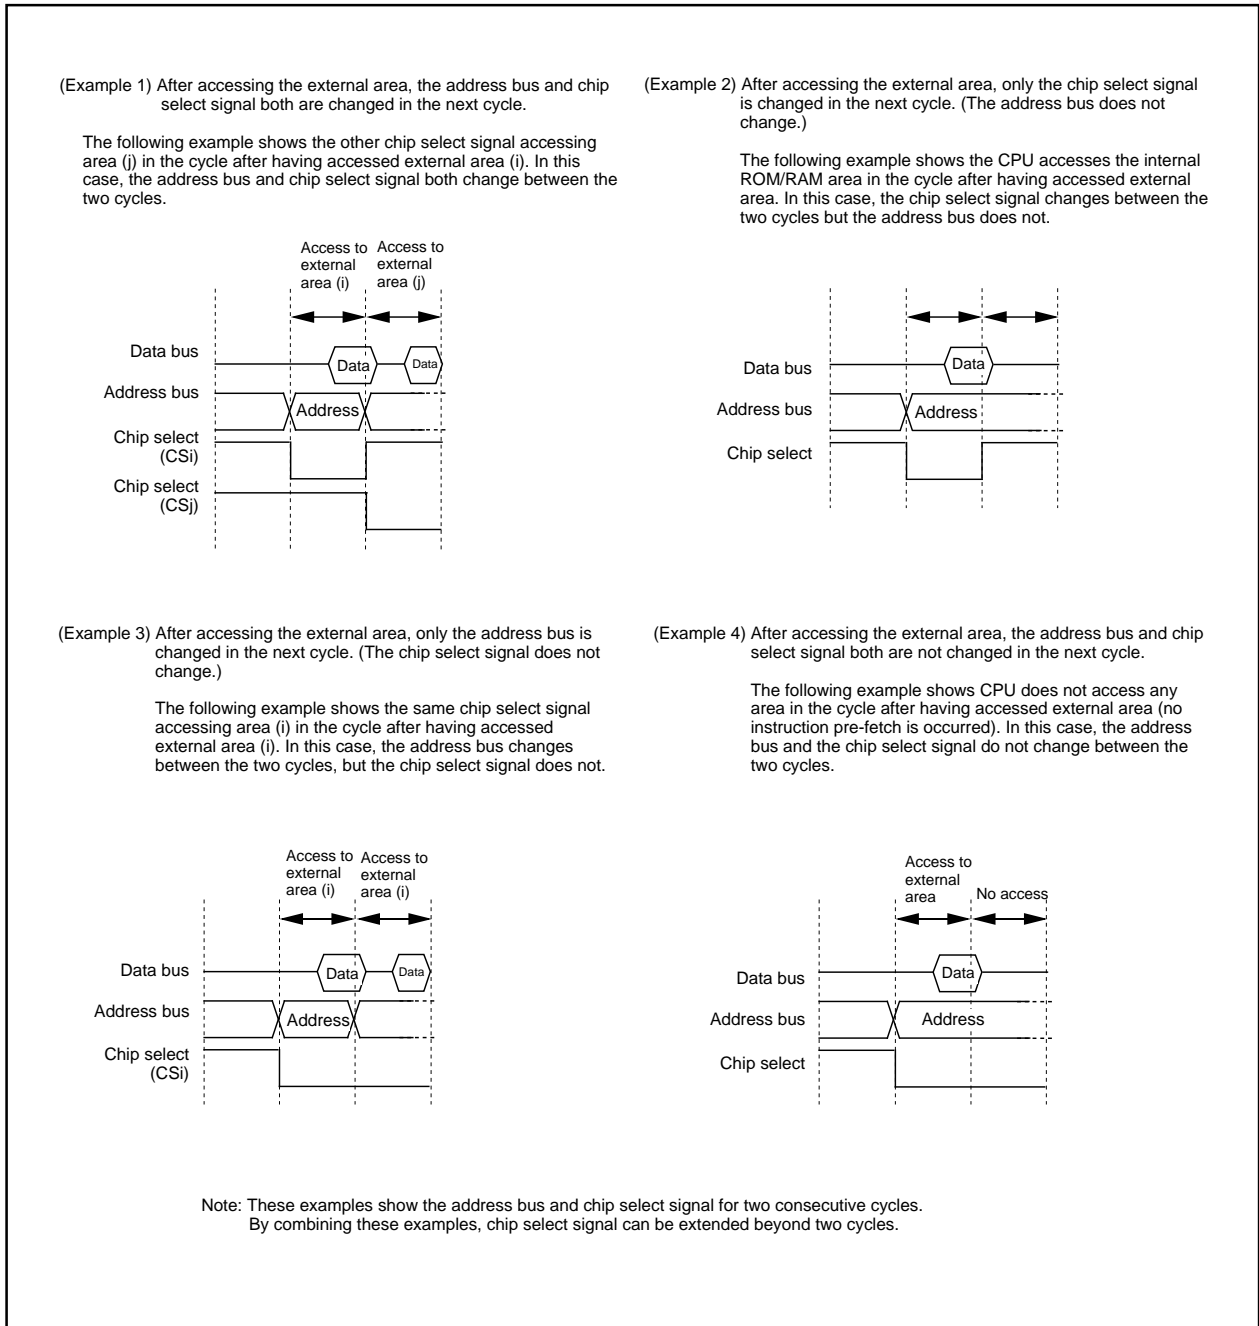 (Example 1) After accessing the external area, the address bus and chip
select signal both are changed in the next cycle.
The following example shows the other chip select signal accessing
area (j) in the cycle after having accessed external area (i). In this
case, the address bus and chip select signal both change between the
two cycles.
Access to
external
area (i)
Access to
external
area (j)
Data bus
Data
Data
Address bus
Address
Chip select
(CSi)
Chip select
(CSj)
(Example 2) After accessing the external area, only the chip select signal
is changed in the next cycle. (The address bus does not
change.)
The following example shows the CPU accesses the internal
ROM/RAM area in the cycle after having accessed external
area. In this case, the chip select signal changes between the
two cycles but the address bus does not.
Data bus
Data
Address bus
Address
Chip select
(Example 3) After accessing the external area, only the address bus is
changed in the next cycle. (The chip select signal does not
change.)
The following example shows the same chip select signal
accessing area (i) in the cycle after having accessed
external area (i). In this case, the address bus changes
between the two cycles, but the chip select signal does not.
Access to
external
area (i)
Access to
external
area (i)
Data bus
Data
Data
Address bus
Address
Chip select
(CSi)
(Example 4) After accessing the external area, the address bus and chip
select signal both are not changed in the next cycle.
The following example shows CPU does not access any
area in the cycle after having accessed external area (no
instruction pre-fetch is occurred). In this case, the address
bus and the chip select signal do not change between the
two cycles.
Access to
external
area
No access
Data bus
Data
Address bus
Address
Chip select
Note: These examples show the address bus and chip select signal for two consecutive cycles.
By combining these examples, chip select signal can be extended beyond two cycles.